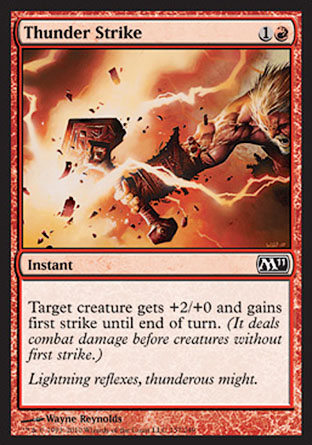 Thunder Strike 1
Instant M11
Target creature gets +2/+0 and gains
first strike until end of turn. (It deals
combat damage before creatures without
first strike.)
Lightning reflexes, thunderous might.
Wayne Reynolds